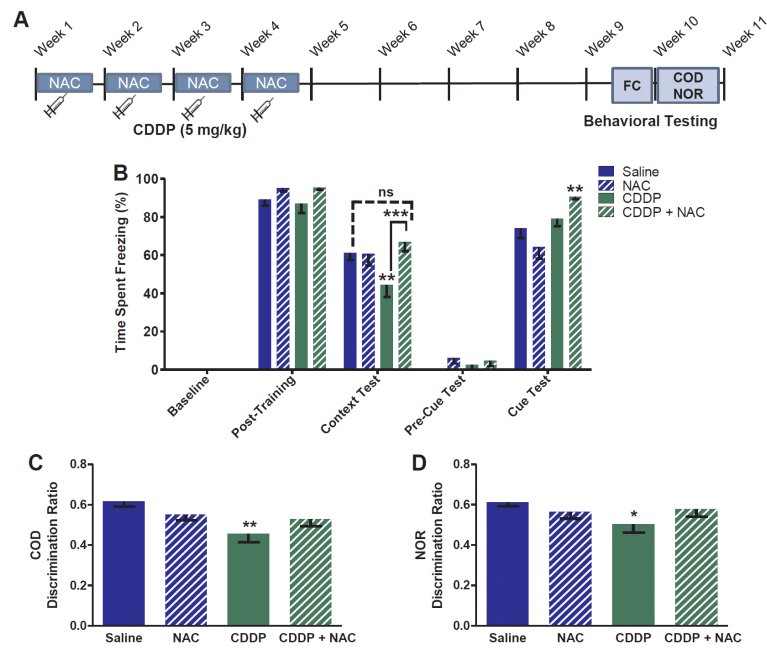 A
Week 1 Week 2 Week 3 Week 4 Week 5 Week 6 Week 7 Week 8 Week 9 Week 10 Week 11
NAC NAC NAC NAC FC COD NOR
CDDP (5 mg/kg)
Behavioral Testing
B
Time Spent Freezing (%)
100
80
60
40
20
0
ns
***
**
**
Saline
NAC
CDDP
CDDP + NAC
Baseline Post-Training Context Test Pre-Cue Test Cue Test
C
COD
Discrimination Ratio
0.8
0.6
0.4
0.2
0.0
**
Saline NAC CDDP CDDP + NAC
D
NOR
Discrimination Ratio
0.8
0.6
0.4
0.2
0.0
*
Saline NAC CDDP CDDP + NAC